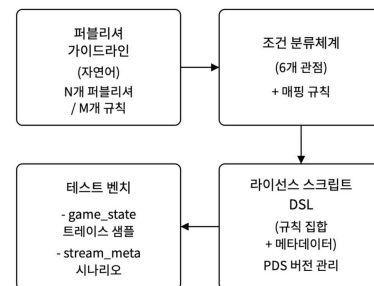 퍼블리셔
가이드라인
(자연어)
N개 퍼블리셔
/ M개 규칙
조건 분류체계
(6개 관점)
+ 매핑 규칙
테스트 벤치
- game_state
트레이스 샘플
- stream_meta
시나리오
라이선스 스크립트
DSL
(규칙 집합
+ 메타데이터)
PDS 버전 관리